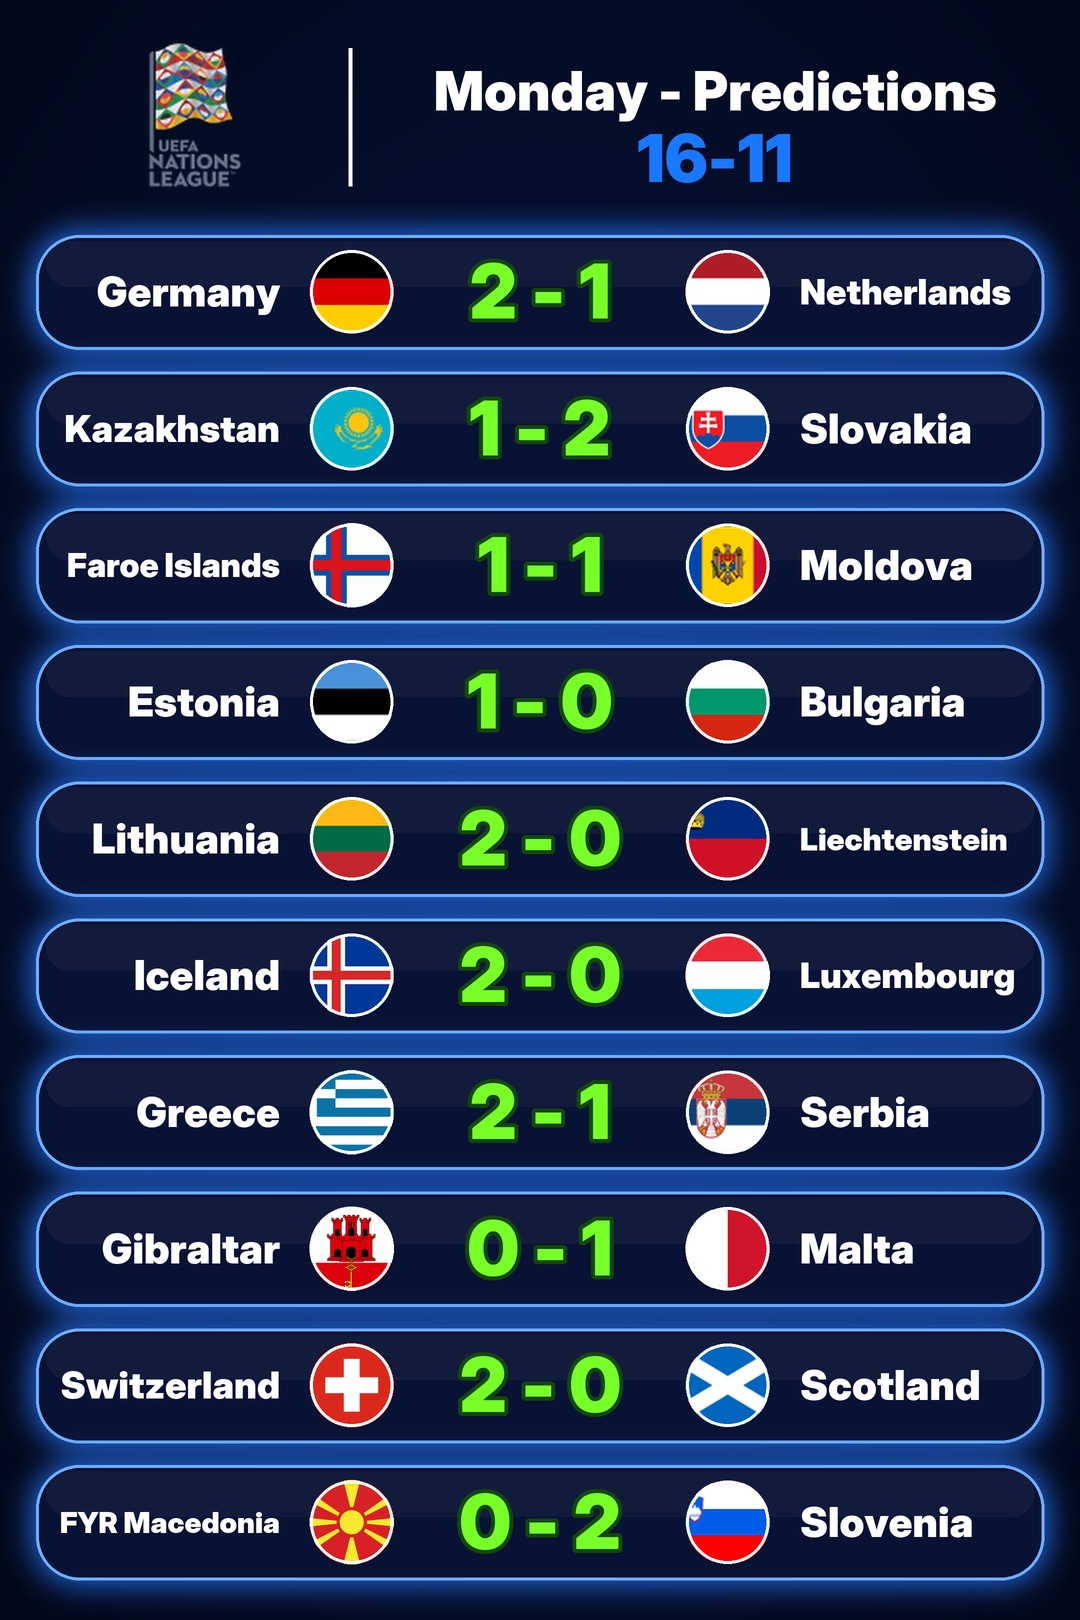 UEFA
NATIONS
LEAGUE™
Monday - Predictions
16-11
Germany 2 - 1 Netherlands
Kazakhstan 1 - 2 Slovakia
Faroe Islands 1 - 1 Moldova
Estonia 1 - 0 Bulgaria
Lithuania 2 - 0 Liechtenstein
Iceland 2 - 0 Luxembourg
Greece 2 - 1 Serbia
Gibraltar 0 - 1 Malta
Switzerland 2 - 0 Scotland
FYR Macedonia 0 - 2 Slovenia